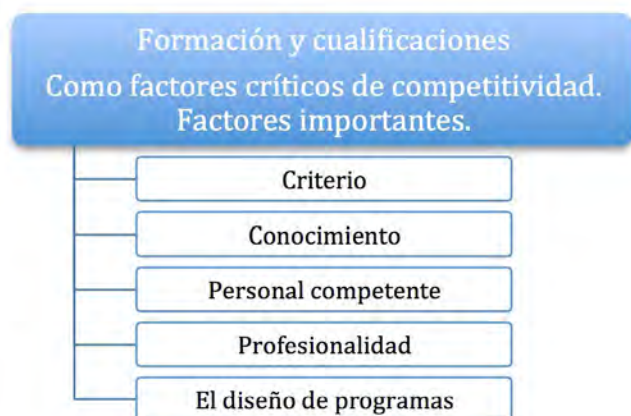 Formación y cualificaciones
Como factores críticos de competitividad.
Factores importantes.
Criterio
Conocimiento
Personal competente
Profesionalidad
El diseño de programas